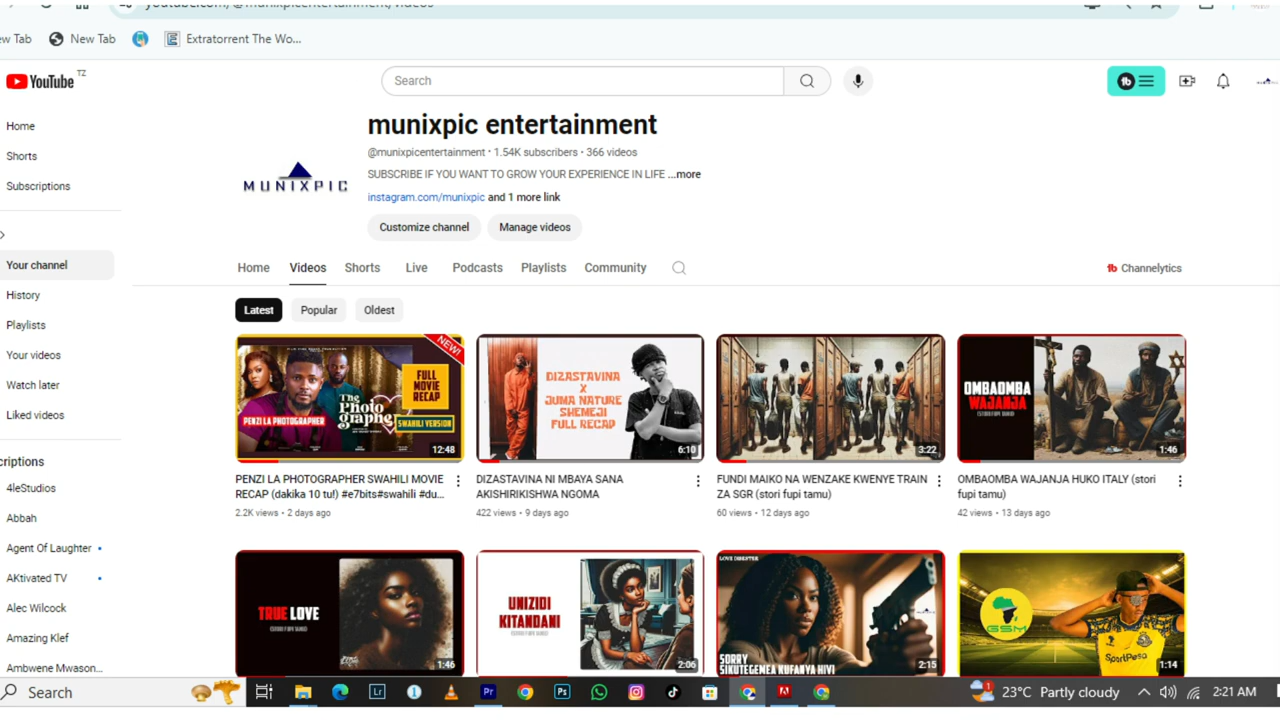 ew Tab
New Tab
Extratorrent The Wo...
YouTube TZ
Search
Home
Shorts
Subscriptions
Your channel
History
Playlists
Your videos
Watch later
Liked videos
criptions
4leStudios
Abbah
Agent Of Laughter
AKtivated TV
Alec Wilcock
Amazing Klef
Ambwene Mwason...
MUNIXPIC
munixpic entertainment
@munixpicentertainment • 1.54K subscribers • 366 videos
SUBSCRIBE IF YOU WANT TO GROW YOUR EXPERIENCE IN LIFE ...more
instagram.com/munixpic and 1 more link
Customize channel
Manage videos
Home
Videos
Shorts
Live
Podcasts
Playlists
Community
Channelytics
Latest
Popular
Oldest
NEW!
FULL
MOVIE
RECAP
The
Photographer
PENZI LA PHOTOGRAPHER
SWAHILI VERSION
12:48
PENZI LA PHOTOGRAPHER SWAHILI MOVIE
RECAP (dakika 10 tu!) #e7bits#swahili #du...
2.2K views • 2 days ago
DIZASTAVINA
X
JUMA NATURE
SHEMEJI
FULL RECAP
6:10
DIZASTAVINA NI MBAYA SANA
AKISHIRIKISHWA NGOMA
422 views • 9 days ago
3:22
FUNDI MAIKO NA WENZAKE KWENYE TRAIN
ZA SGR (stori fupi tamu)
60 views • 12 days ago
OMBAOMBA
WAJANJA
1:46
OMBAOMBA WAJANJA HUKO ITALY (stori
fupi tamu)
42 views • 13 days ago
TRUE LOVE
1:46
UNIZIDI
KITANDANI
2:06
LOVE DISASTER
SORRY
SIKUTEGEMEA KUFANYA HIVI
2:15
GSM
SportPesa
1:14
Search
Lr
Pr
Ps
23°C Partly cloudy
2:21 AM